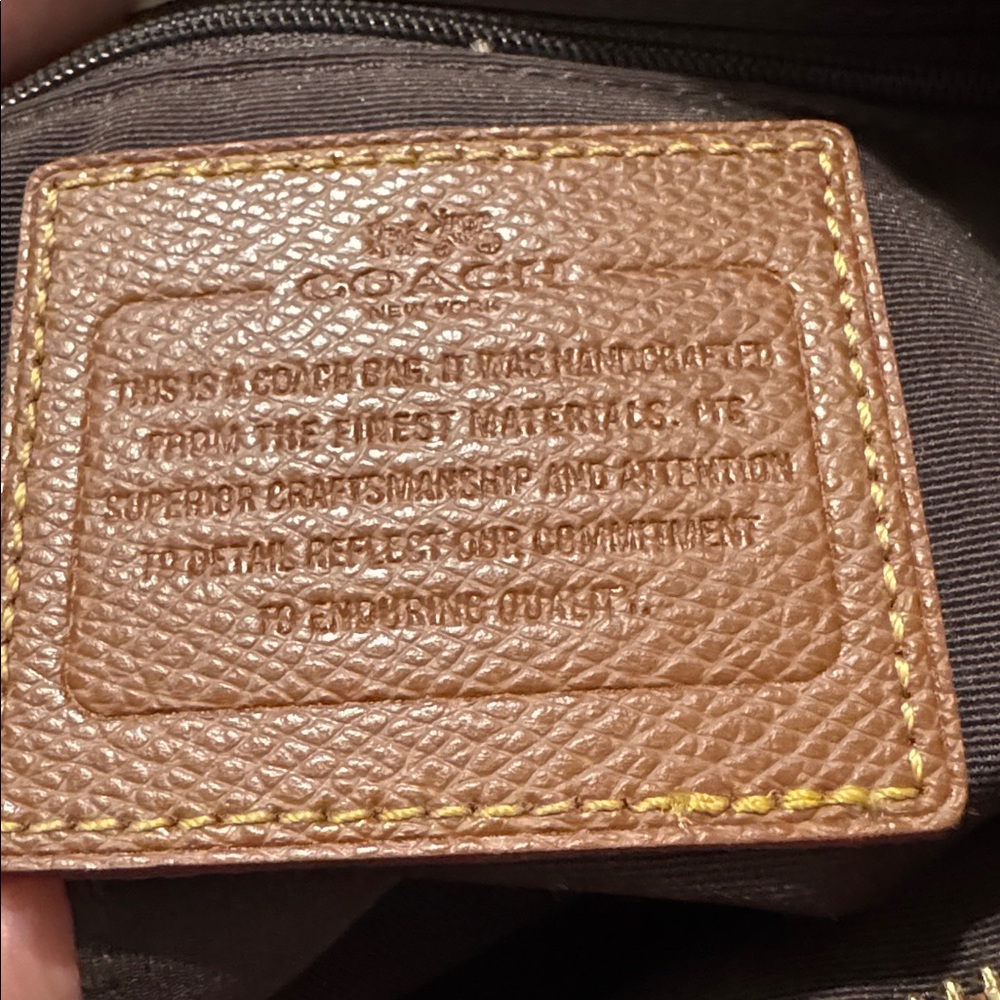 COACH
NEW YORK
THIS IS A COACH BAG. IT WAS HANDCRAFTED
FROM THE FINEST MATERIALS. ITS
SUPERIOR CRAFTSMANSHIP AND ATTENTION
TO DETAIL REFLECT OUR COMMITMENT
TO ENDURING QUALITY.